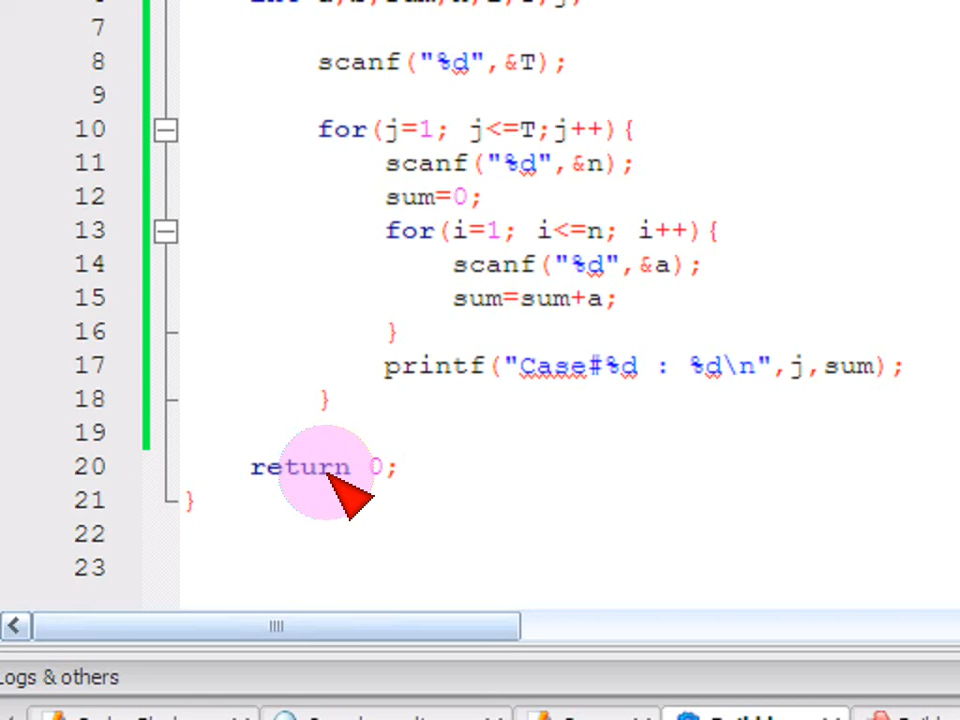 7
8 scanf("%d",&T);
9
10 for(j=1; j<=T;j++){
11 scanf("%d",&n);
12 sum=0;
13 for(i=1; i<=n; i++){
14 scanf("%d",&a);
15 sum=sum+a;
16 }
17 printf("Case#%d : %d\n",j,sum);
18 }
19
20 return 0;
21 }
22
23
Logs & others